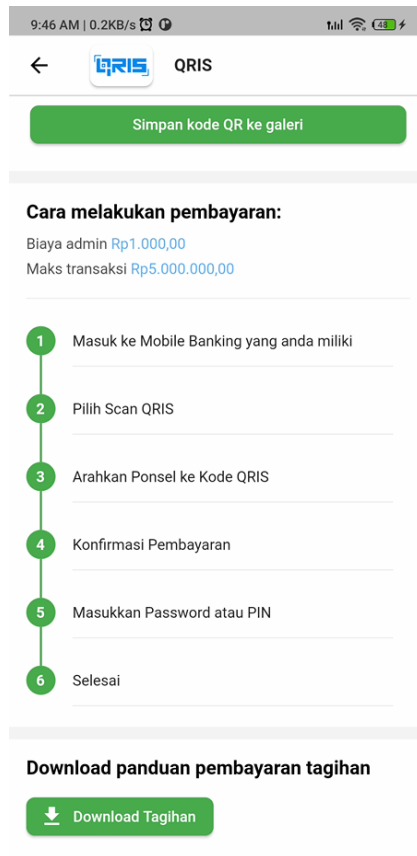 9:46 AM | 0.2KB/s
48
QRIS
QRIS
Simpan kode QR ke galeri
Cara melakukan pembayaran:
Biaya admin Rp1.000,00
Maks transaksi Rp5.000.000,00
1 Masuk ke Mobile Banking yang anda miliki
2 Pilih Scan QRIS
3 Arahkan Ponsel ke Kode QRIS
4 Konfirmasi Pembayaran
5 Masukkan Password atau PIN
6 Selesai
Download panduan pembayaran tagihan
Download Tagihan